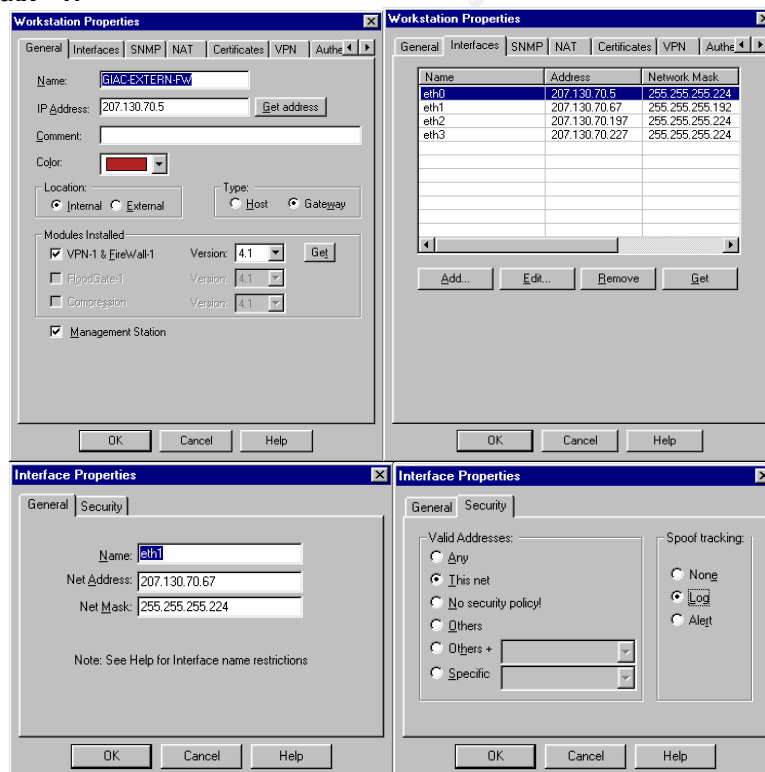 Workstation Properties
General Interfaces SNMP NAT Certificates VPN Authe
Name: GIAC-EXTERN-FW
IP Address: 207.130.70.5 Get address
Comment:
Color:
Location:
Internal External
Type:
Host Gateway
Modules Installed
VPN-1 & FireWall-1 Version: 4.1 Get
FloodGate-1 Version: 4.1
Compression Version: 4.1
Management Station
OK Cancel Help
Workstation Properties
General Interfaces SNMP NAT Certificates VPN Authe
Name Address Network Mask
eth0 207.130.70.5 255.255.255.224
eth1 207.130.70.67 255.255.255.192
eth2 207.130.70.197 255.255.255.224
eth3 207.130.70.227 255.255.255.224
Add... Edit... Remove Get
OK Cancel Help
Interface Properties
General Security
Name: eth1
Net Address: 207.130.70.67
Net Mask: 255.255.255.224
Note: See Help for Interface name restrictions
OK Cancel Help
Interface Properties
General Security
Valid Addresses:
Any
This net
No security policy!
Others
Others +
Specific
Spoof tracking:
None
Log
Alert
OK Cancel Help